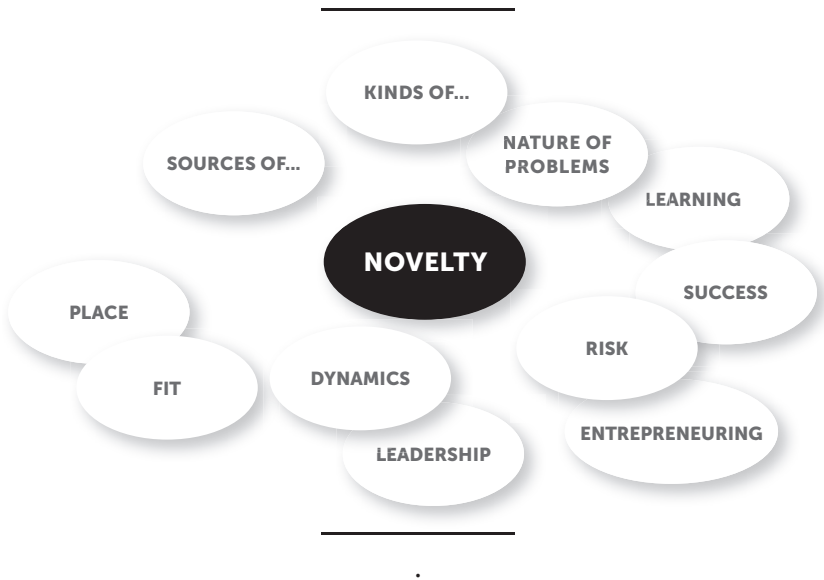 KINDS OF...
NATURE OF
PROBLEMS
SOURCES OF...
LEARNING
NOVELTY
SUCCESS
PLACE
RISK
DYNAMICS
FIT
ENTREPRENEURING
LEADERSHIP